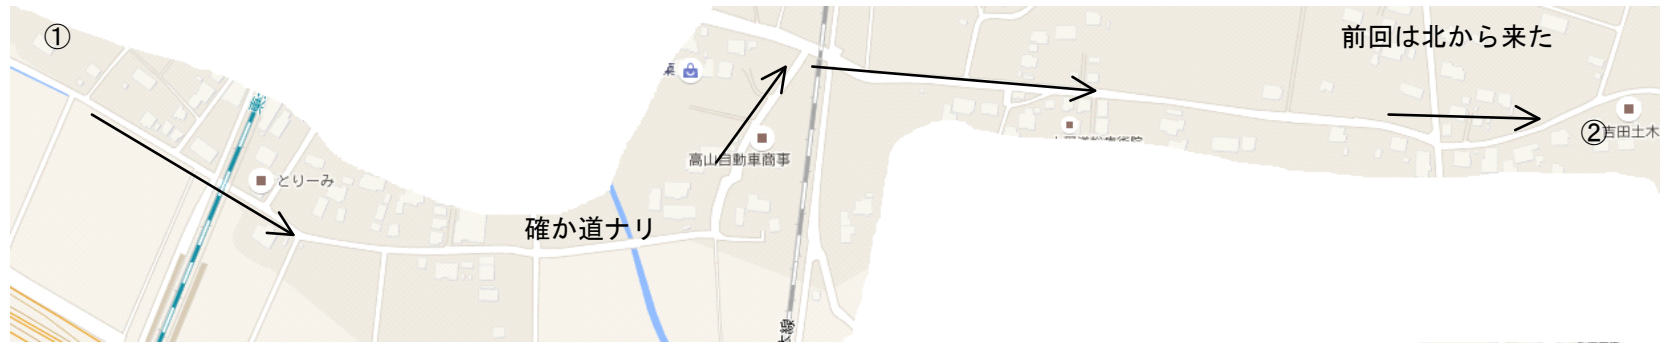 ①
前回は北から来た
高山自動車商事
②
吉田土木
とりーみ
確か道ナリ